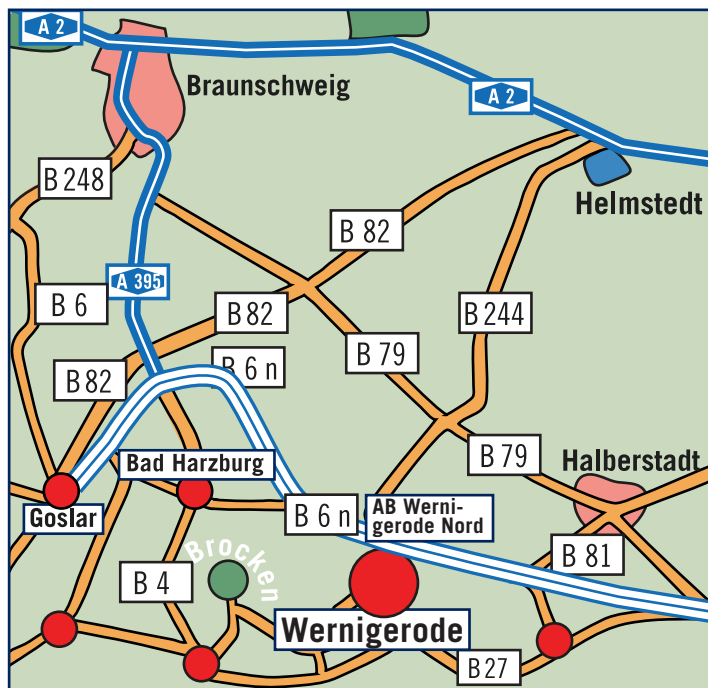 A 2
Braunschweig
A 2
B 248
Helmstedt
B 82
A 395
B 6
B 82
B 244
B 79
B 6 n
B 82
Bad Harzburg
B 79
Halberstadt
Goslar
B 6 n
AB Werni-
gerode Nord
B 81
Brocken
B 4
Wernigerode
B 27